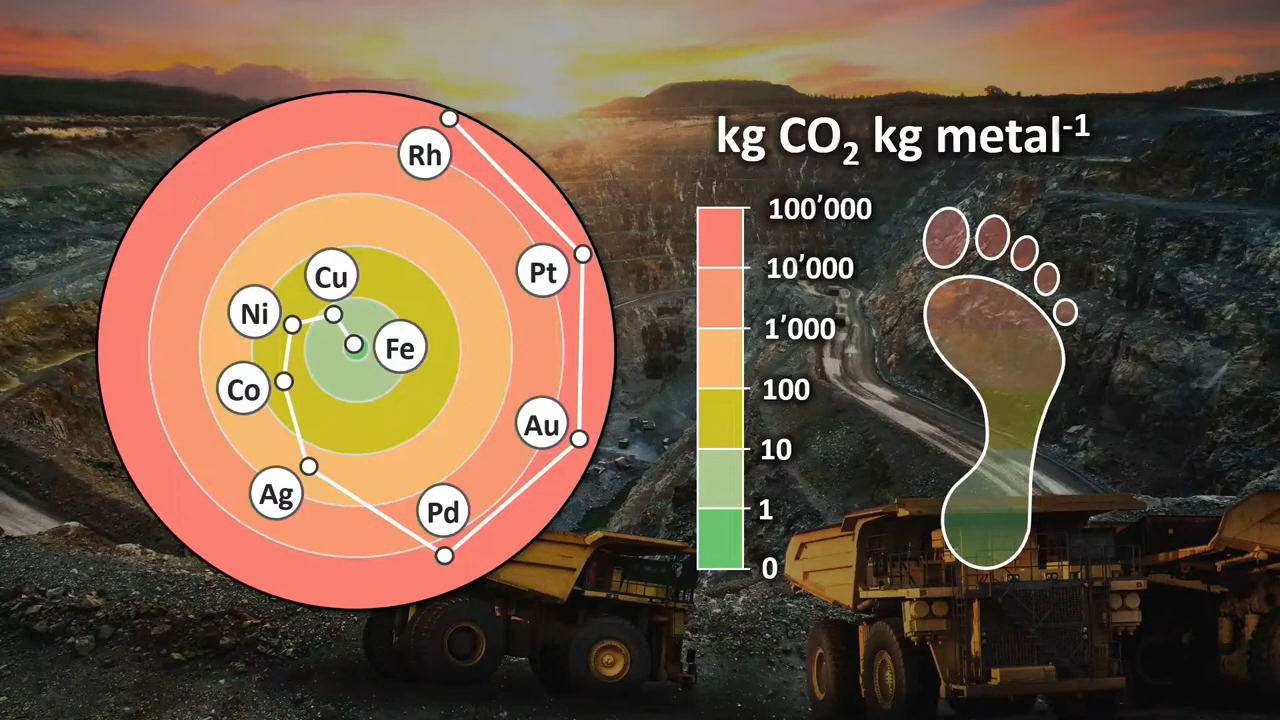 kg CO₂ kg metal⁻¹
Rh
Pt
Cu
Ni
Fe
Co
Au
Ag
Pd
100’000
10’000
1’000
100
10
1
0